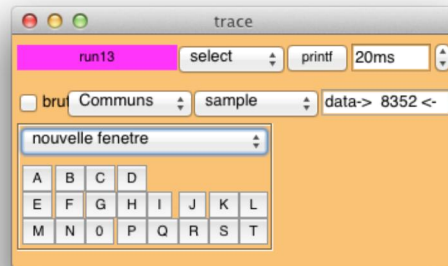 trace
run13 select printf 20ms
brut Communs sample data-> 8352 <-
nouvelle fenetre
A B C D
E F G H I J K L
M N 0 P Q R S T